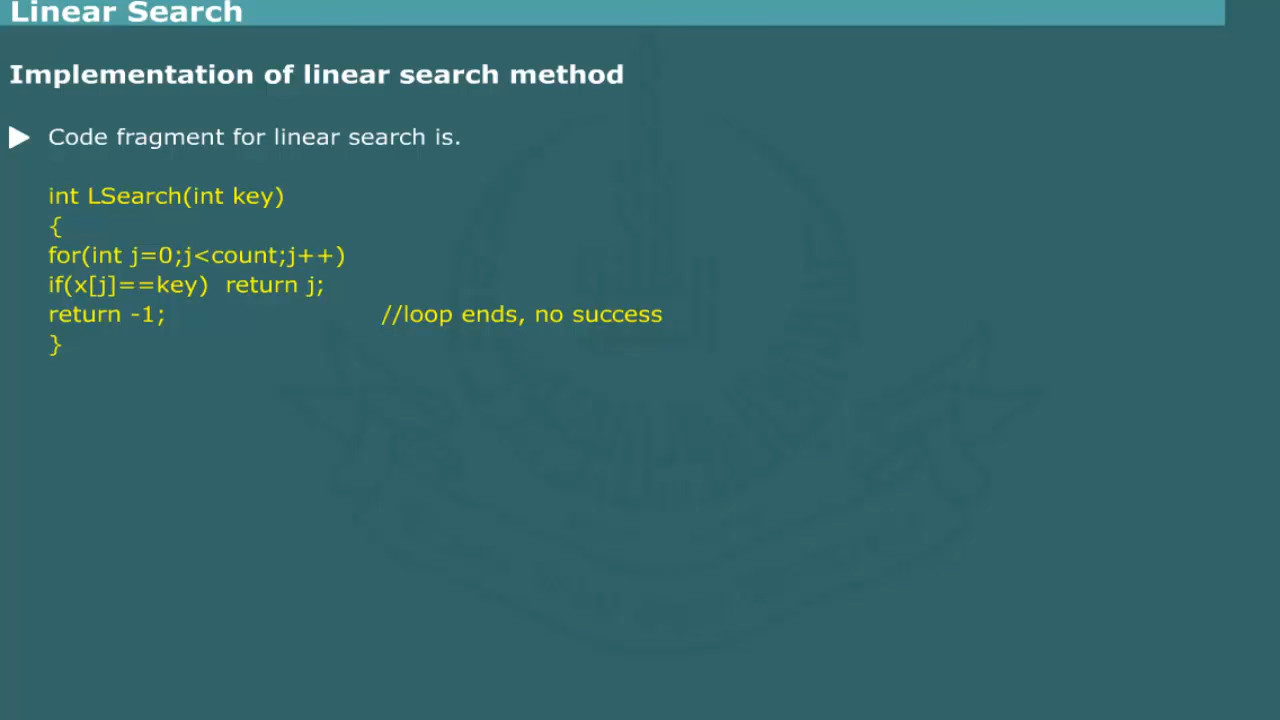 Linear Search
Implementation of linear search method
Code fragment for linear search is.
int LSearch(int key)
{
for(int j=0;j<count;j++)
if(x[j]==key)  return j;
return -1; //loop ends, no success
}